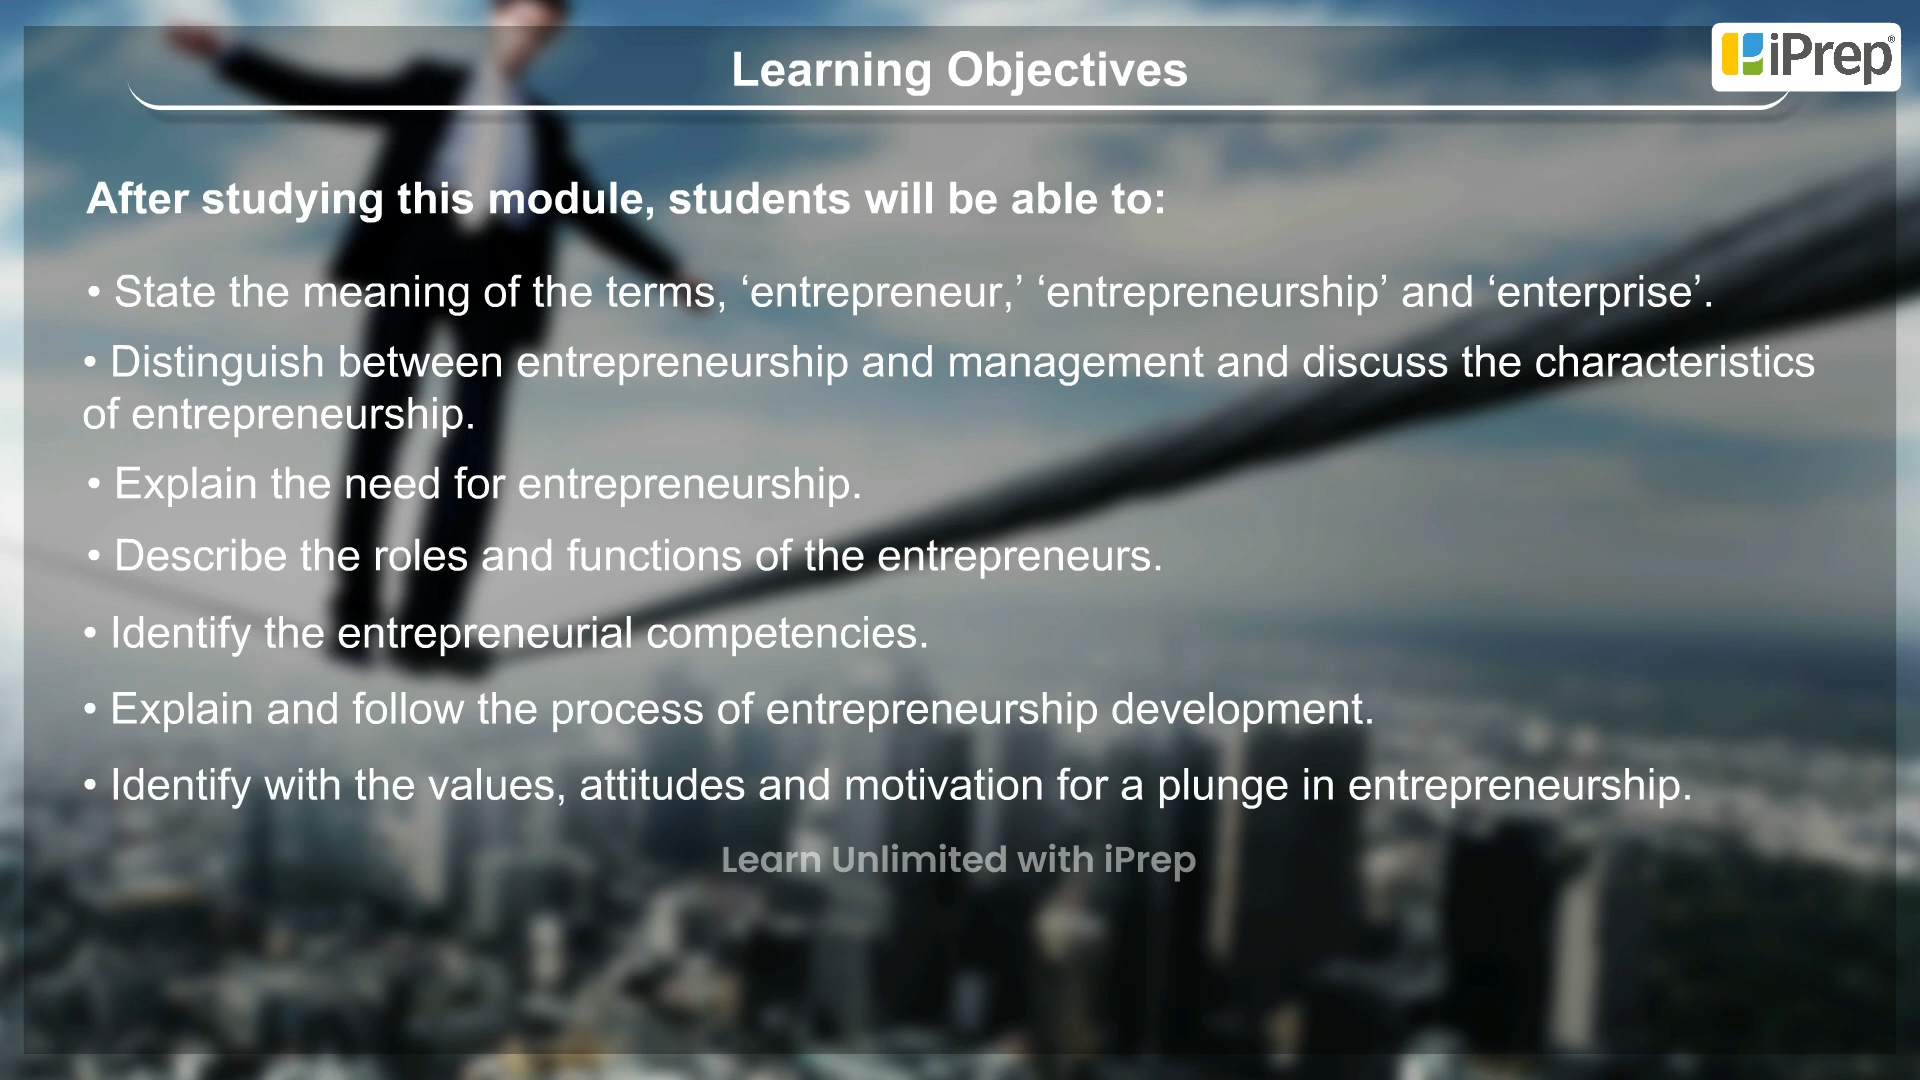 Learning Objectives
iPrep®
After studying this module, students will be able to:
• State the meaning of the terms, ‘entrepreneur,’ ‘entrepreneurship’ and ‘enterprise’.
• Distinguish between entrepreneurship and management and discuss the characteristics
of entrepreneurship.
• Explain the need for entrepreneurship.
• Describe the roles and functions of the entrepreneurs.
• Identify the entrepreneurial competencies.
• Explain and follow the process of entrepreneurship development.
• Identify with the values, attitudes and motivation for a plunge in entrepreneurship.
Learn Unlimited with iPrep